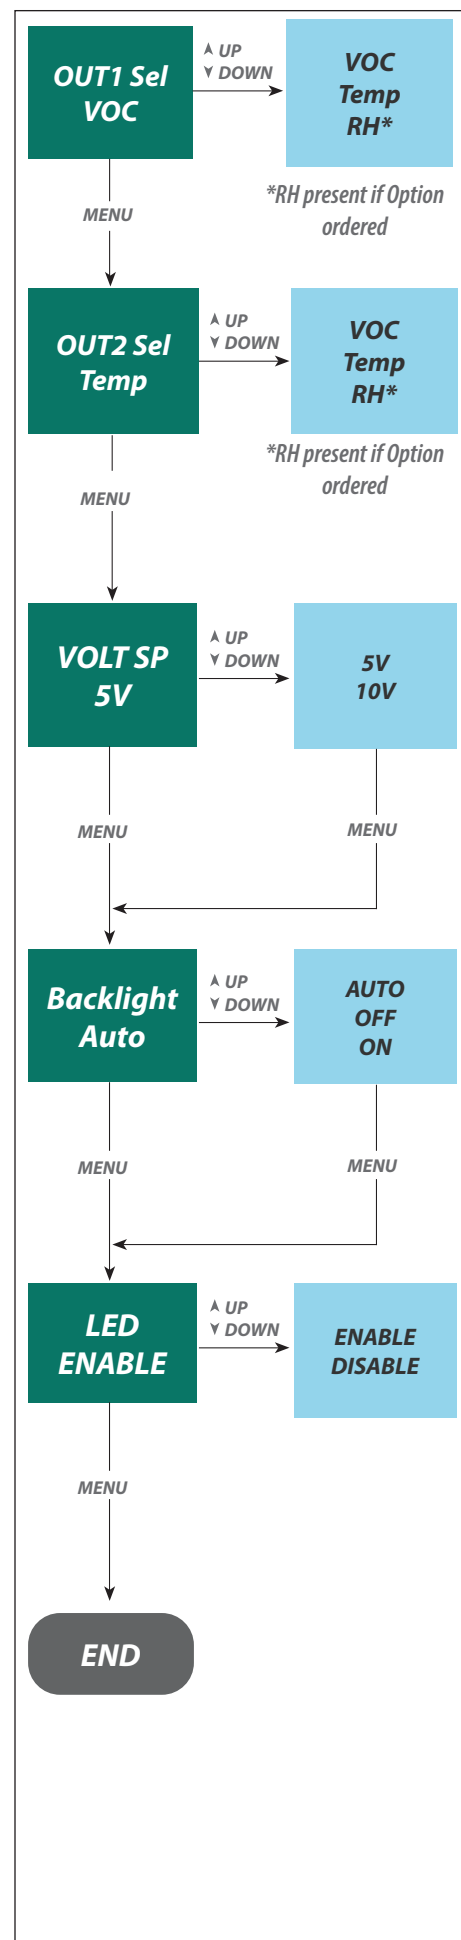 OUT1 Sel
VOC
UP
DOWN
VOC
Temp
RH*
*RH present if Option
ordered
MENU
OUT2 Sel
Temp
UP
DOWN
VOC
Temp
RH*
*RH present if Option
ordered
MENU
VOLT SP
5V
UP
DOWN
5V
10V
MENU
MENU
Backlight
Auto
UP
DOWN
AUTO
OFF
ON
MENU
MENU
LED
ENABLE
UP
DOWN
ENABLE
DISABLE
MENU
END